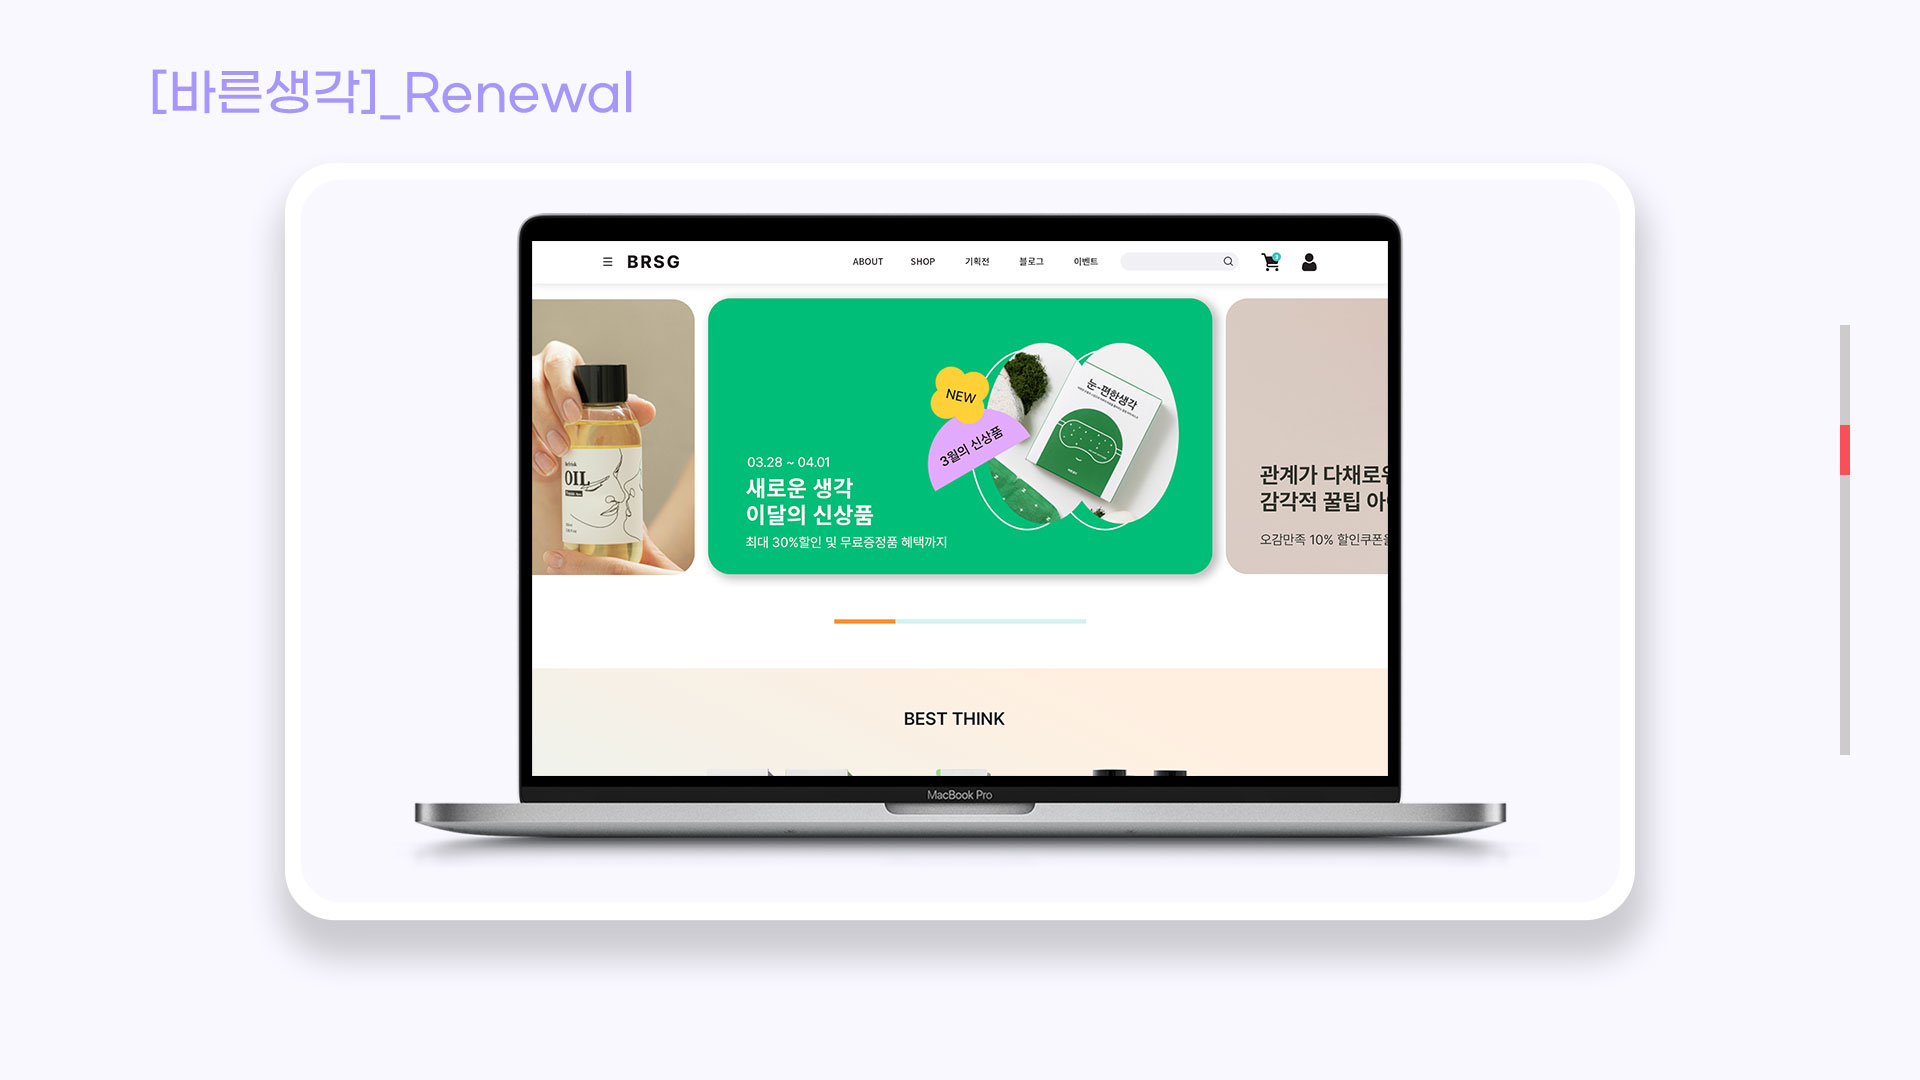 [바른생각]_Renewal
BRSG
ABOUT
SHOP
기획전
블로그
이벤트
OIL
NEW
3월의 신상품
눈-편한생각
03.28 ~ 04.01
새로운 생각
이달의 신상품
최대 30%할인 및 무료증정품 혜택까지
관계가 다채로
감각적 꿀팁 아
오감만족 10% 할인쿠폰을
BEST THINK
MacBook Pro